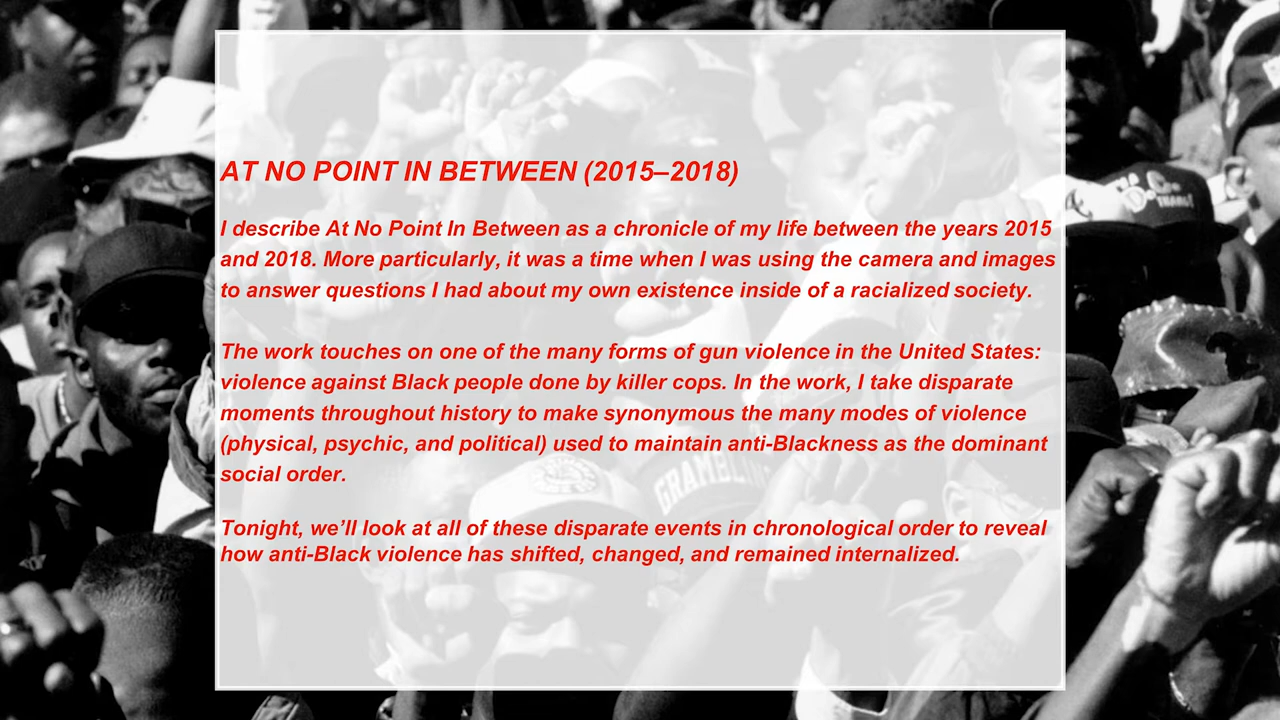 AT NO POINT IN BETWEEN (2015–2018)
I describe At No Point In Between as a chronicle of my life between the years 2015
and 2018. More particularly, it was a time when I was using the camera and images
to answer questions I had about my own existence inside of a racialized society.
The work touches on one of the many forms of gun violence in the United States:
violence against Black people done by killer cops. In the work, I take disparate
moments throughout history to make synonymous the many modes of violence
(physical, psychic, and political) used to maintain anti-Blackness as the dominant
social order.
Tonight, we’ll look at all of these disparate events in chronological order to reveal
how anti-Black violence has shifted, changed, and remained internalized.